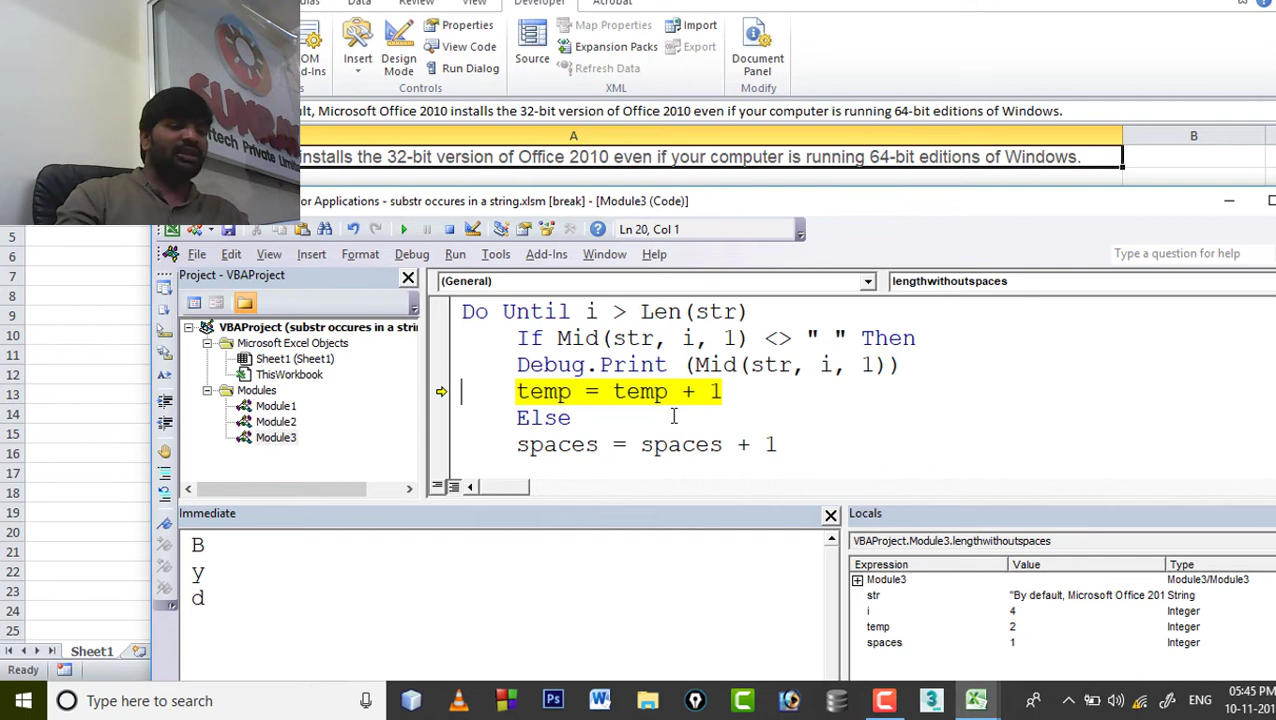 Data Review View Developer Acrobat
Properties
View Code
Run Dialog
Insert
Design
Mode
Controls
Source
Map Properties
Expansion Packs
Refresh Data
Import
Export
XML
Document
Panel
Modify
OM
dd-Ins
SUN
ftech Private Limi
ult, Microsoft Office 2010 installs the 32-bit version of Office 2010 even if your computer is running 64-bit editions of Windows.
A B
installs the 32-bit version of Office 2010 even if your computer is running 64-bit editions of Windows.
or Applications - substr occures in a string.xlsm [break] - [Module3 (Code)]
Ln 20, Col 1
File Edit View Insert Format Debug Run Tools Add-Ins Window Help
Type a question for help
Project - VBAProject
VBAProject (substr occures in a stri
Microsoft Excel Objects
Sheet1 (Sheet1)
ThisWorkbook
Modules
Module1
Module2
Module3
(General)
lengthwithoutspaces
Do Until i > Len(str)
If Mid(str, i, 1) <> " " Then
Debug.Print (Mid(str, i, 1))
temp = temp + 1
Else
spaces = spaces + 1
Immediate
B
y
d
Locals
VBAProject.Module3.lengthwithoutspaces
Expression Value Type
Module3 Module3/Module3
str "By default, Microsoft Office 201 String
i 4 Integer
temp 2 Integer
spaces 1 Integer
5
6
7
8
9
10
11
12
13
14
15
16
17
18
19
20
21
22
23
24
25
Sheet1
Ready
Type here to search
ENG
05:45 PM
10-11-201